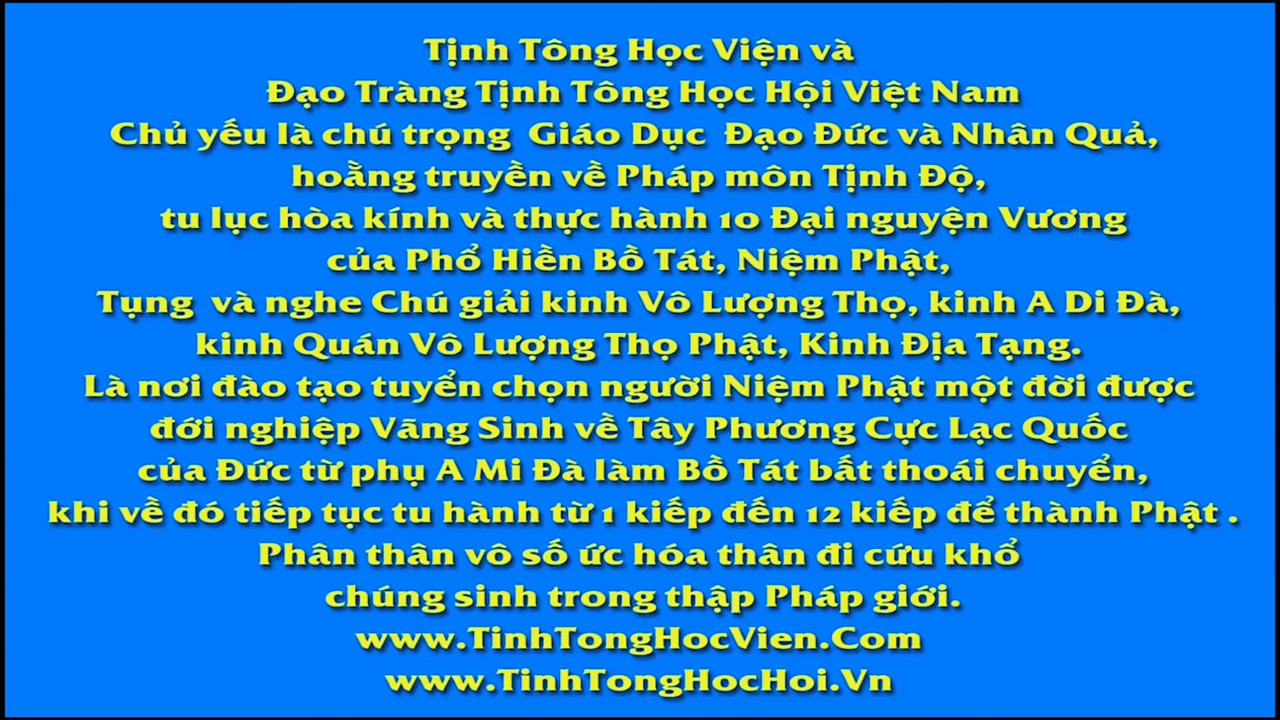 Tịnh Tông Học Viện và
Đạo Tràng Tịnh Tông Học Hội Việt Nam
Chủ yếu là chú trọng Giáo Dục Đạo Đức và Nhân Quả,
hoằng truyền về Pháp môn Tịnh Độ,
tu lục hòa kính và thực hành 10 Đại nguyện Vương
của Phổ Hiền Bồ Tát, Niệm Phật,
Tụng và nghe Chú giải kinh Vô Lượng Thọ, kinh A Di Đà,
kinh Quán Vô Lượng Thọ Phật, Kinh Địa Tạng.
Là nơi đào tạo tuyển chọn người Niệm Phật một đời được
đới nghiệp Vãng Sinh về Tây Phương Cực Lạc Quốc
của Đức từ phụ A Mi Đà làm Bồ Tát bất thoái chuyển,
khi về đó tiếp tục tu hành từ 1 kiếp đến 12 kiếp để thành Phật .
Phân thân vô số ức hóa thân đi cứu khổ
chúng sinh trong thập Pháp giới.
www.TinhTongHocVien.Com
www.TinhTongHocHoi.Vn